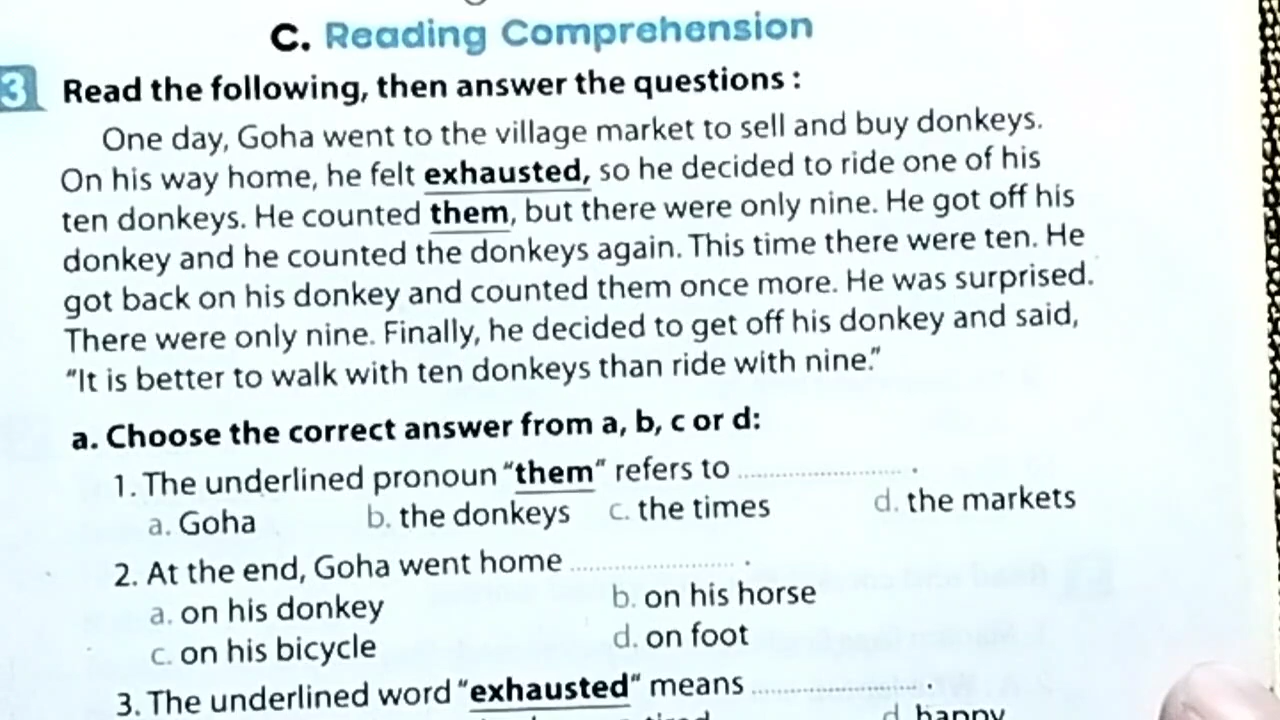 C. Reading Comprehension
3 Read the following, then answer the questions :
One day, Goha went to the village market to sell and buy donkeys.
On his way home, he felt exhausted, so he decided to ride one of his
ten donkeys. He counted them, but there were only nine. He got off his
donkey and he counted the donkeys again. This time there were ten. He
got back on his donkey and counted them once more. He was surprised.
There were only nine. Finally, he decided to get off his donkey and said,
"It is better to walk with ten donkeys than ride with nine."
a. Choose the correct answer from a, b, c or d:
1. The underlined pronoun "them" refers to .................... .
a. Goha b. the donkeys c. the times d. the markets
2. At the end, Goha went home .................... .
a. on his donkey b. on his horse
c. on his bicycle d. on foot
3. The underlined word "exhausted" means .................... .
tired d. happy